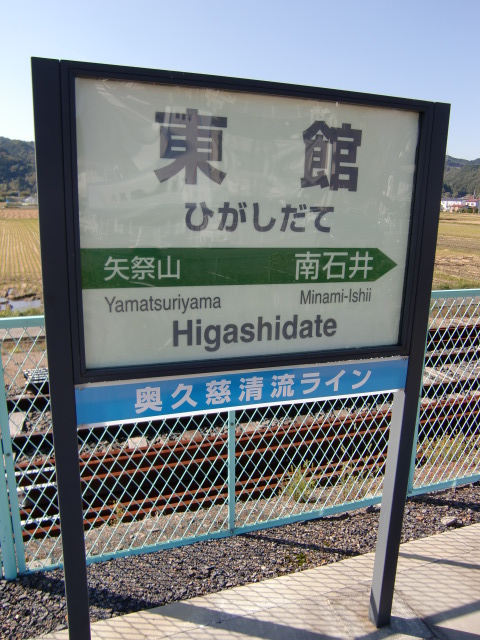 東館
ひがしだて
矢祭山 南石井
Yamatsuriyama Minami-Ishii
Higashidate
奥久慈清流ライン